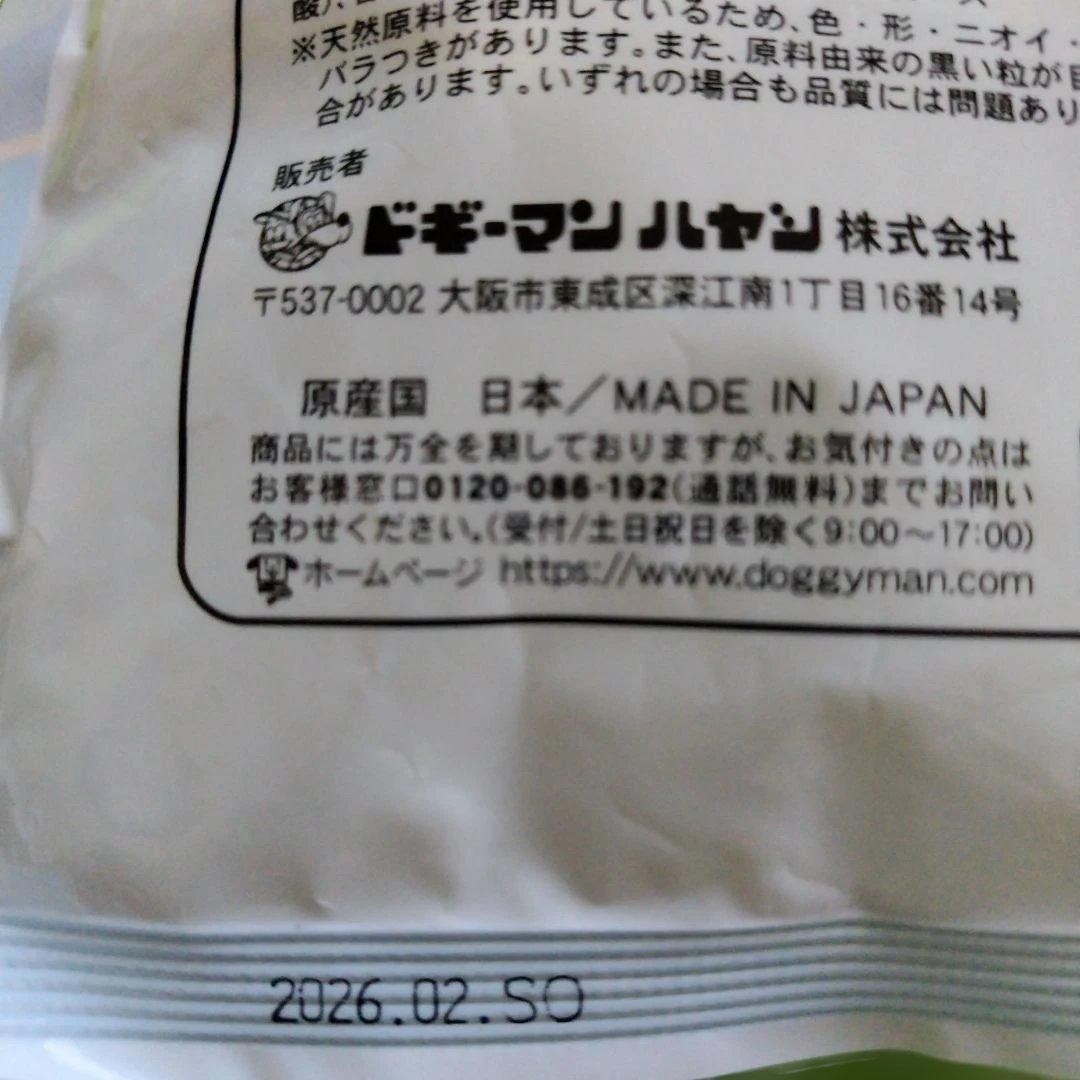 酸)、
※天然原料を使用しているため、色・形・ニオイ・
バラつきがあります。また、原料由来の黒い粒が目
合があります。いずれの場合も品質には問題あり
販売者
ドギーマンハヤシ 株式会社
〒537-0002 大阪市東成区深江南1丁目16番14号
原産国 日本／MADE IN JAPAN
商品には万全を期しておりますが、お気付きの点は
お客様窓口0120-086-192(通話無料)までお問い
合わせください。(受付/土日祝日を除く9:00〜17:00)
ホームページ https://www.doggyman.com
2026.02.SO